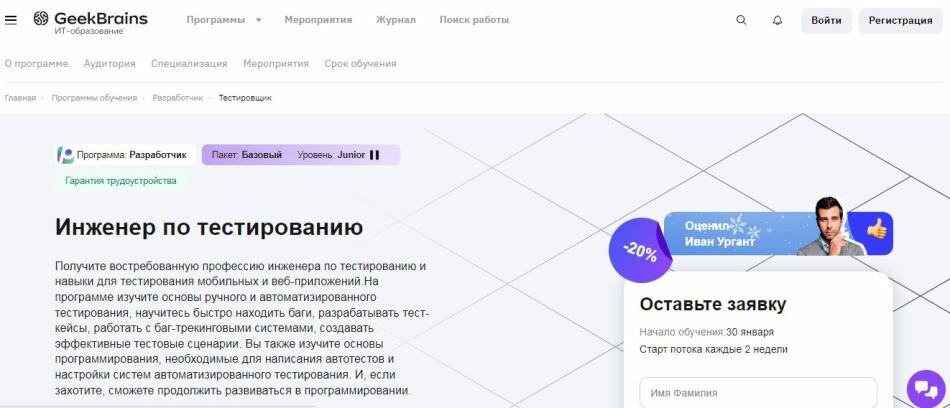 GeekBrains
ИТ-образование
Программы
Мероприятия
Журнал
Поиск работы
Войти
Регистрация
О программе
Аудитория
Специализация
Мероприятия
Срок обучения
Главная
Программы обучения
Разработчик
Тестировщик
Программа: Разработчик
Пакет: Базовый
Уровень: Junior
Гарантия трудоустройства
Инженер по тестированию
Получите востребованную профессию инженера по тестированию и
навыки для тестирования мобильных и веб-приложений.На
программе изучите основы ручного и автоматизированного
тестирования, научитесь быстро находить баги, разрабатывать тест-
кейсы, работать с баг-трекинговыми системами, создавать
эффективные тестовые сценарии. Вы также изучите основы
программирования, необходимые для написания автотестов и
настройки систем автоматизированного тестирования. И, если
захотите, сможете продолжить развиваться в программировании.
-20%
Оценил
Иван Ургант
Оставьте заявку
Начало обучения:30 января
Старт потока каждые 2 недели
Имя Фамилия